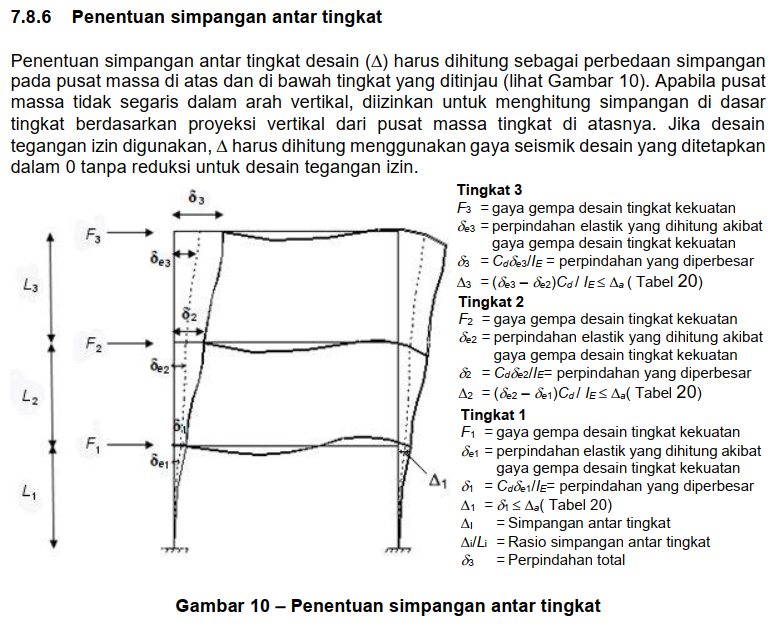 7.8.6 Penentuan simpangan antar tingkat
Penentuan simpangan antar tingkat desain (Δ) harus dihitung sebagai perbedaan simpangan
pada pusat massa di atas dan di bawah tingkat yang ditinjau (lihat Gambar 10). Apabila pusat
massa tidak segaris dalam arah vertikal, diizinkan untuk menghitung simpangan di dasar
tingkat berdasarkan proyeksi vertikal dari pusat massa tingkat di atasnya. Jika desain
tegangan izin digunakan, Δ harus dihitung menggunakan gaya seismik desain yang ditetapkan
dalam 0 tanpa reduksi untuk desain tegangan izin.
δ3
F3
δe3
L3
δ2
F2
δe2
L2
δ1
F1
δe1
Δ1
L1
Tingkat 3
F3 = gaya gempa desain tingkat kekuatan
δe3 = perpindahan elastik yang dihitung akibat
gaya gempa desain tingkat kekuatan
δ3 = Cdδe3/IE = perpindahan yang diperbesar
Δ3 = (δe3 – δe2)Cd / IE ≤ Δa ( Tabel 20)
Tingkat 2
F2 = gaya gempa desain tingkat kekuatan
δe2 = perpindahan elastik yang dihitung akibat
gaya gempa desain tingkat kekuatan
δ2 = Cdδe2/IE= perpindahan yang diperbesar
Δ2 = (δe2 – δe1)Cd / IE ≤ Δa( Tabel 20)
Tingkat 1
F1 = gaya gempa desain tingkat kekuatan
δe1 = perpindahan elastik yang dihitung akibat
gaya gempa desain tingkat kekuatan
δ1 = Cdδe1/IE= perpindahan yang diperbesar
Δ1 = δ1 ≤ Δa( Tabel 20)
Δi = Simpangan antar tingkat
Δi/Li = Rasio simpangan antar tingkat
δ3 = Perpindahan total
Gambar 10 – Penentuan simpangan antar tingkat